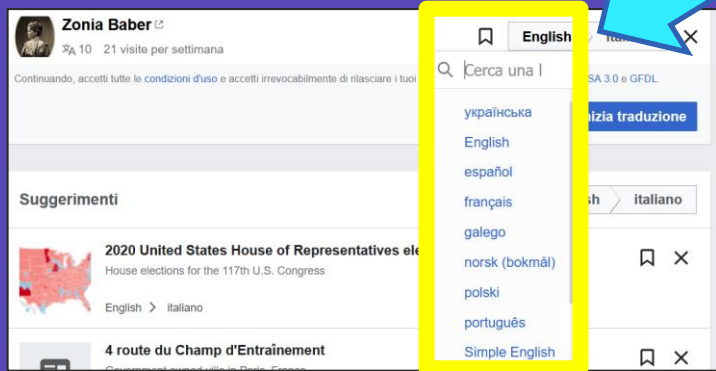 Zonia Baber
10 21 visite per settimana
English
Continuando, accetti tutte le condizioni d'uso e accetti irrevocabilmente di rilasciare i tuoi
SA 3.0 e GFDL.
Cerca una l
українська
English
español
français
galego
norsk (bokmål)
polski
português
Simple English
nizia traduzione
Suggerimenti
sh italiano
2020 United States House of Representatives ele
House elections for the 117th U.S. Congress
English > italiano
4 route du Champ d'Entraînement